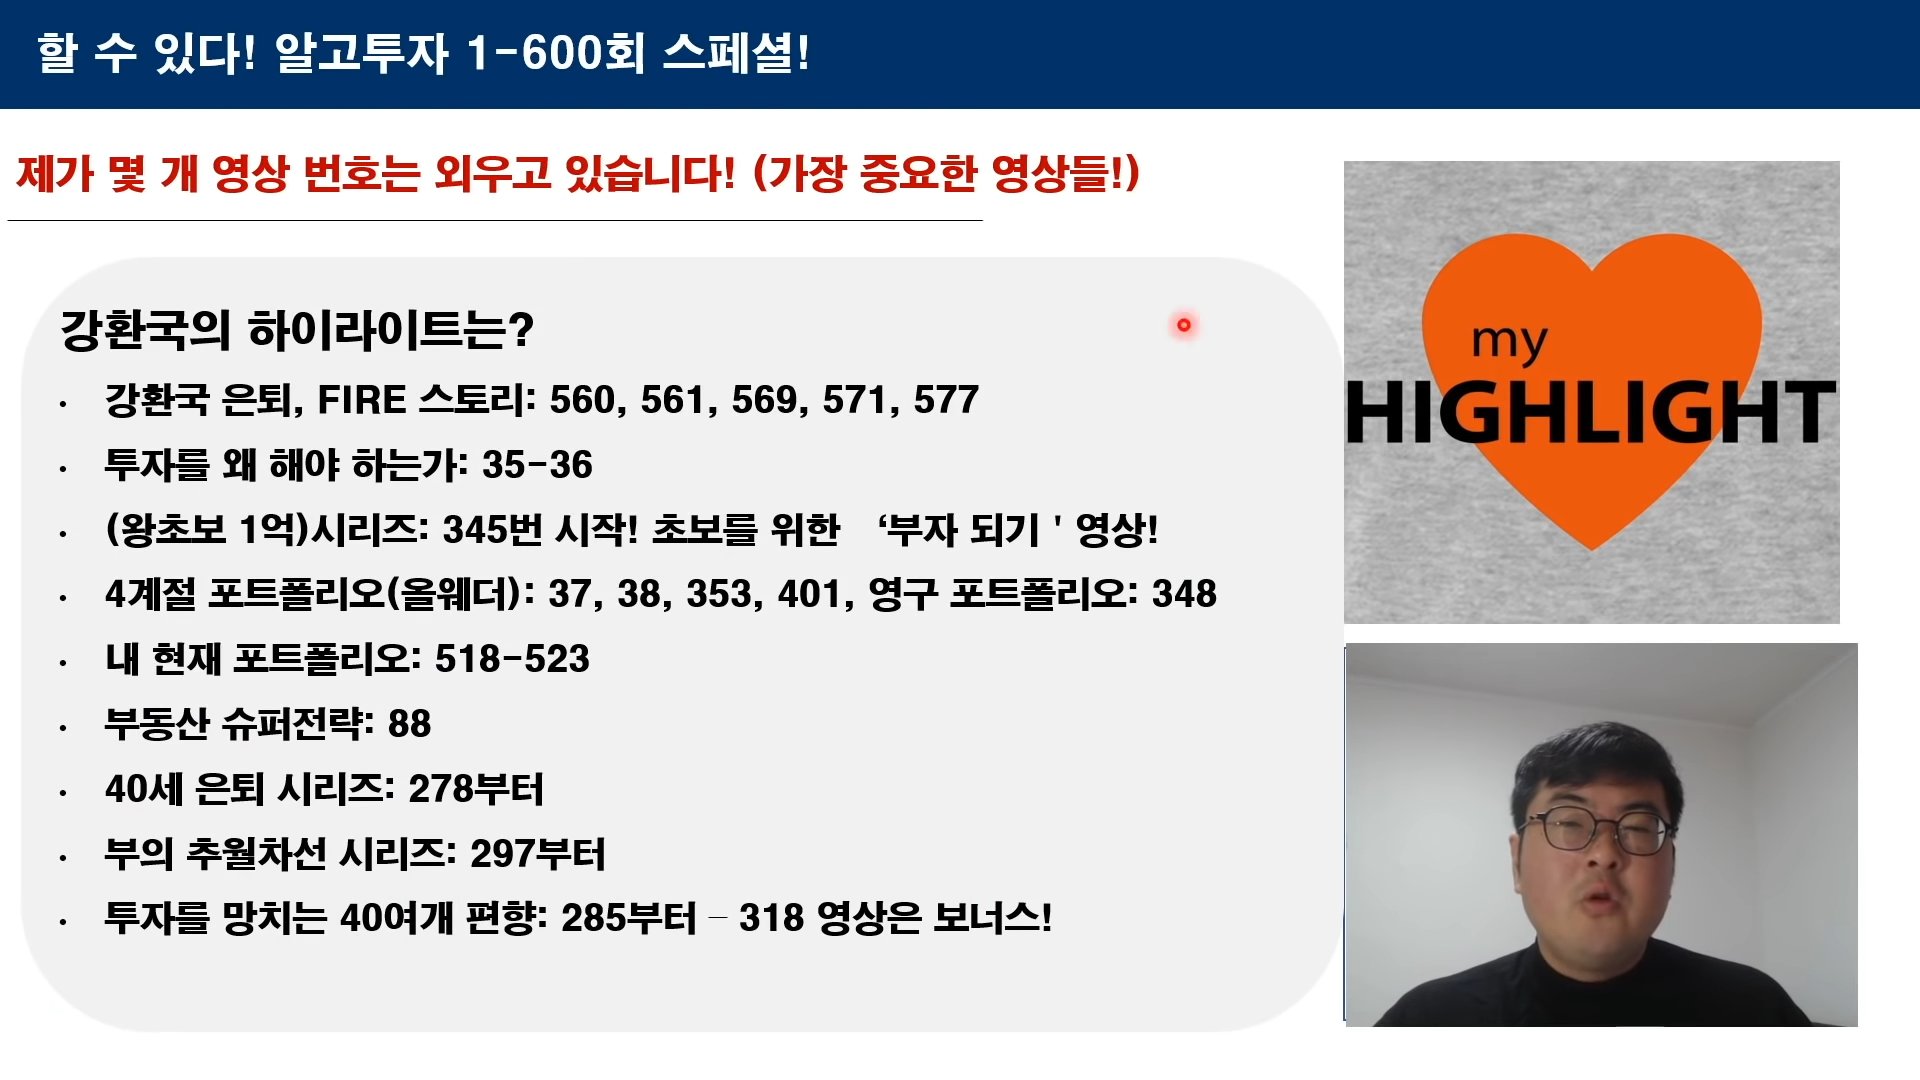 할 수 있다! 알고투자 1-600회 스페셜!
제가 몇 개 영상 번호는 외우고 있습니다! (가장 중요한 영상들!)
강환국의 하이라이트는?
• 강환국 은퇴, FIRE 스토리: 560, 561, 569, 571, 577
• 투자를 왜 해야 하는가: 35-36
• (왕초보 1억)시리즈: 345번 시작! 초보를 위한 ‘부자 되기 ' 영상!
• 4계절 포트폴리오(올웨더): 37, 38, 353, 401, 영구 포트폴리오: 348
• 내 현재 포트폴리오: 518-523
• 부동산 슈퍼전략: 88
• 40세 은퇴 시리즈: 278부터
• 부의 추월차선 시리즈: 297부터
• 투자를 망치는 40여개 편향: 285부터 – 318 영상은 보너스!
my
HIGHLIGHT